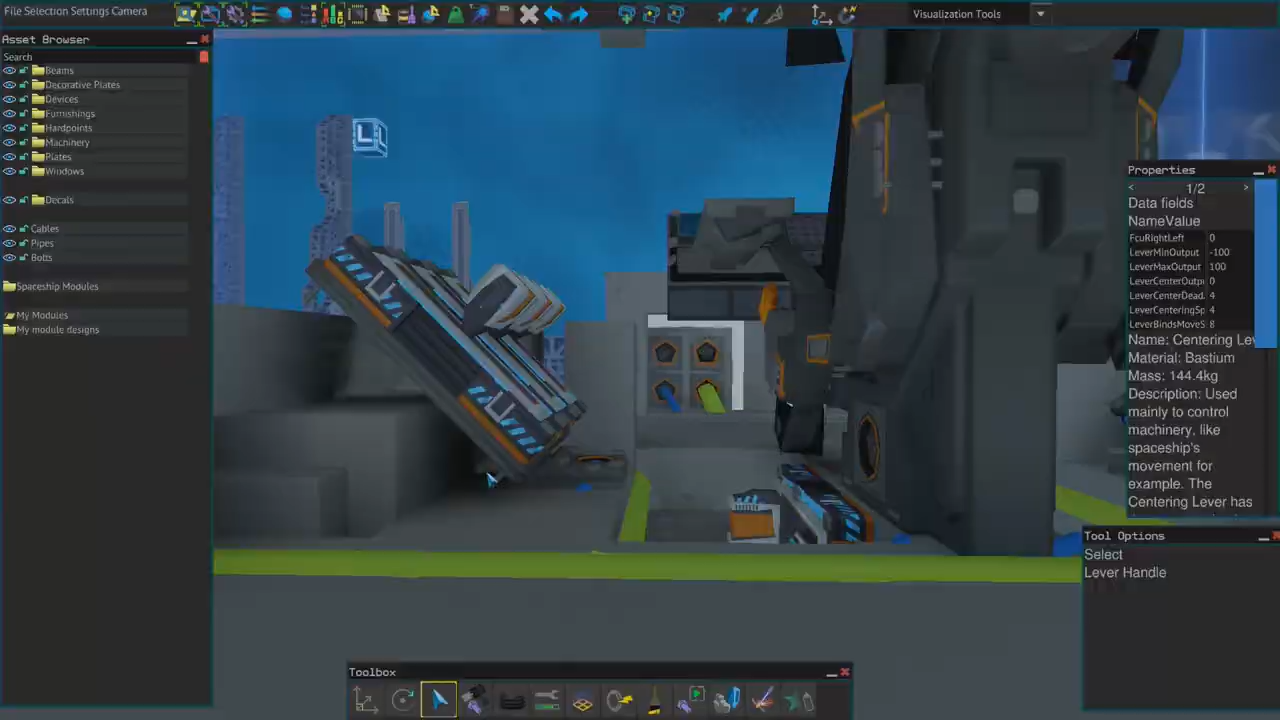 File Selection Settings Camera
Visualization Tools
Asset Browser
Search
Beams
Decorative Plates
Devices
Furnishings
Hardpoints
Machinery
Plates
Windows
Decals
Cables
Pipes
Bolts
Spaceship Modules
My Modules
My module designs
L
Properties
< 1/2 >
Data fields
NameValue
FcuRightLeft 0
LeverMinOutput -100
LeverMaxOutput 100
LeverCenterOutp 0
LeverCenterDead. 4
LeverCenteringSp 4
LeverBindsMoveS 8
Name: Centering Lev
Material: Bastium
Mass: 144.4kg
Description: Used
mainly to control
machinery, like
spaceship's
movement for
example. The
Centering Lever has
Tool Options
Select
Lever Handle
Toolbox